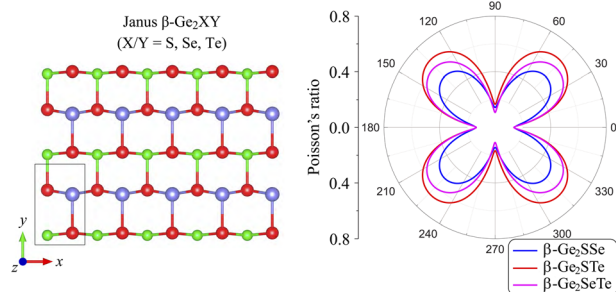 Janus β-Ge₂XY
(X/Y = S, Se, Te)
y
z
x
Poisson's ratio
0.8
0.4
0.0
0.4
0.8
90
120
60
150
30
180
0
210
330
240
300
270
β-Ge₂SSe
β-Ge₂STe
β-Ge₂SeTe